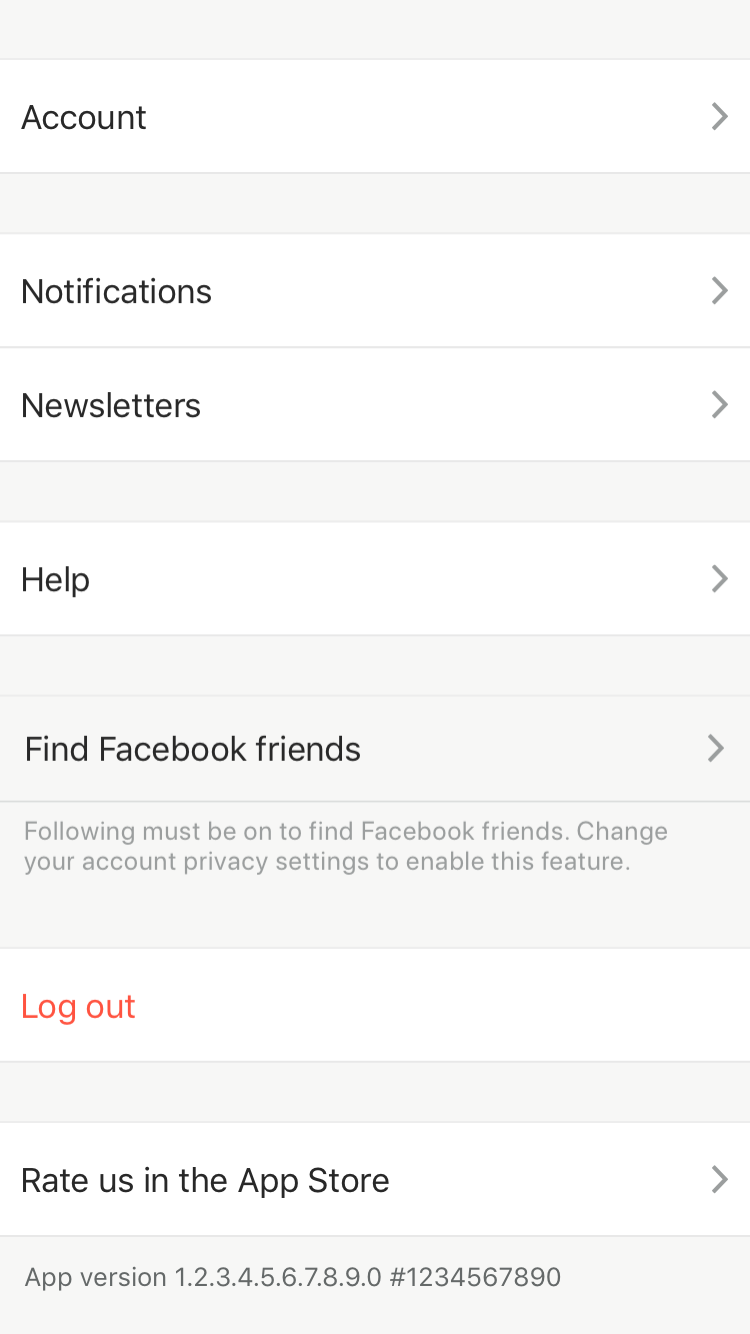 Account
Notifications
Newsletters
Help
Find Facebook friends
Following must be on to find Facebook friends. Change
your account privacy settings to enable this feature.
Log out
Rate us in the App Store
App version 1.2.3.4.5.6.7.8.9.0 #1234567890